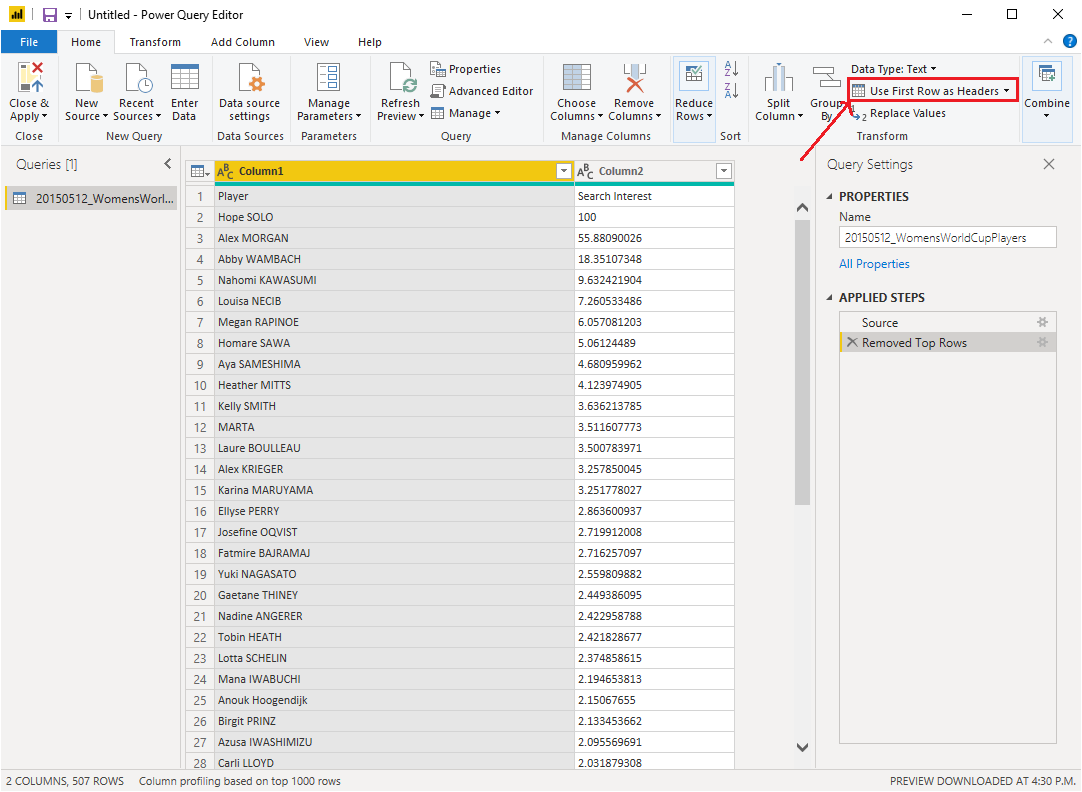 Untitled - Power Query Editor
File Home Transform Add Column View Help
?
Close & Apply
New Source
Recent Sources
Enter Data
Data source settings
Manage Parameters
Refresh Preview
Properties
Advanced Editor
Manage
Choose Columns
Remove Columns
Reduce Rows
A Z
Z A
Split Column
Group By
Data Type: Text
Use First Row as Headers
1 2 Replace Values
Combine
Close New Query Data Sources Parameters Query Manage Columns Sort Transform
Queries [1]
20150512_WomensWorl...
ABC Column1 ABC Column2
1 Player Search Interest
2 Hope SOLO 100
3 Alex MORGAN 55.88090026
4 Abby WAMBACH 18.35107348
5 Nahomi KAWASUMI 9.632421904
6 Louisa NECIB 7.260533486
7 Megan RAPINOE 6.057081203
8 Homare SAWA 5.06124489
9 Aya SAMESHIMA 4.680959962
10 Heather MITTS 4.123974905
11 Kelly SMITH 3.636213785
12 MARTA 3.511607773
13 Laure BOULLEAU 3.500783971
14 Alex KRIEGER 3.257850045
15 Karina MARUYAMA 3.251778027
16 Ellyse PERRY 2.863600937
17 Josefine OQVIST 2.719912008
18 Fatmire BAJRAMAJ 2.716257097
19 Yuki NAGASATO 2.559809882
20 Gaetane THINEY 2.449386095
21 Nadine ANGERER 2.422958788
22 Tobin HEATH 2.421828677
23 Lotta SCHELIN 2.374858615
24 Mana IWABUCHI 2.194653813
25 Anouk Hoogendijk 2.15067655
26 Birgit PRINZ 2.133453662
27 Azusa IWASHIMIZU 2.095569691
28 Carli LLOYD 2.031879308
Query Settings
PROPERTIES
Name
20150512_WomensWorldCupPlayers
All Properties
APPLIED STEPS
Source
Removed Top Rows
2 COLUMNS, 507 ROWS Column profiling based on top 1000 rows PREVIEW DOWNLOADED AT 4:30 P.M.